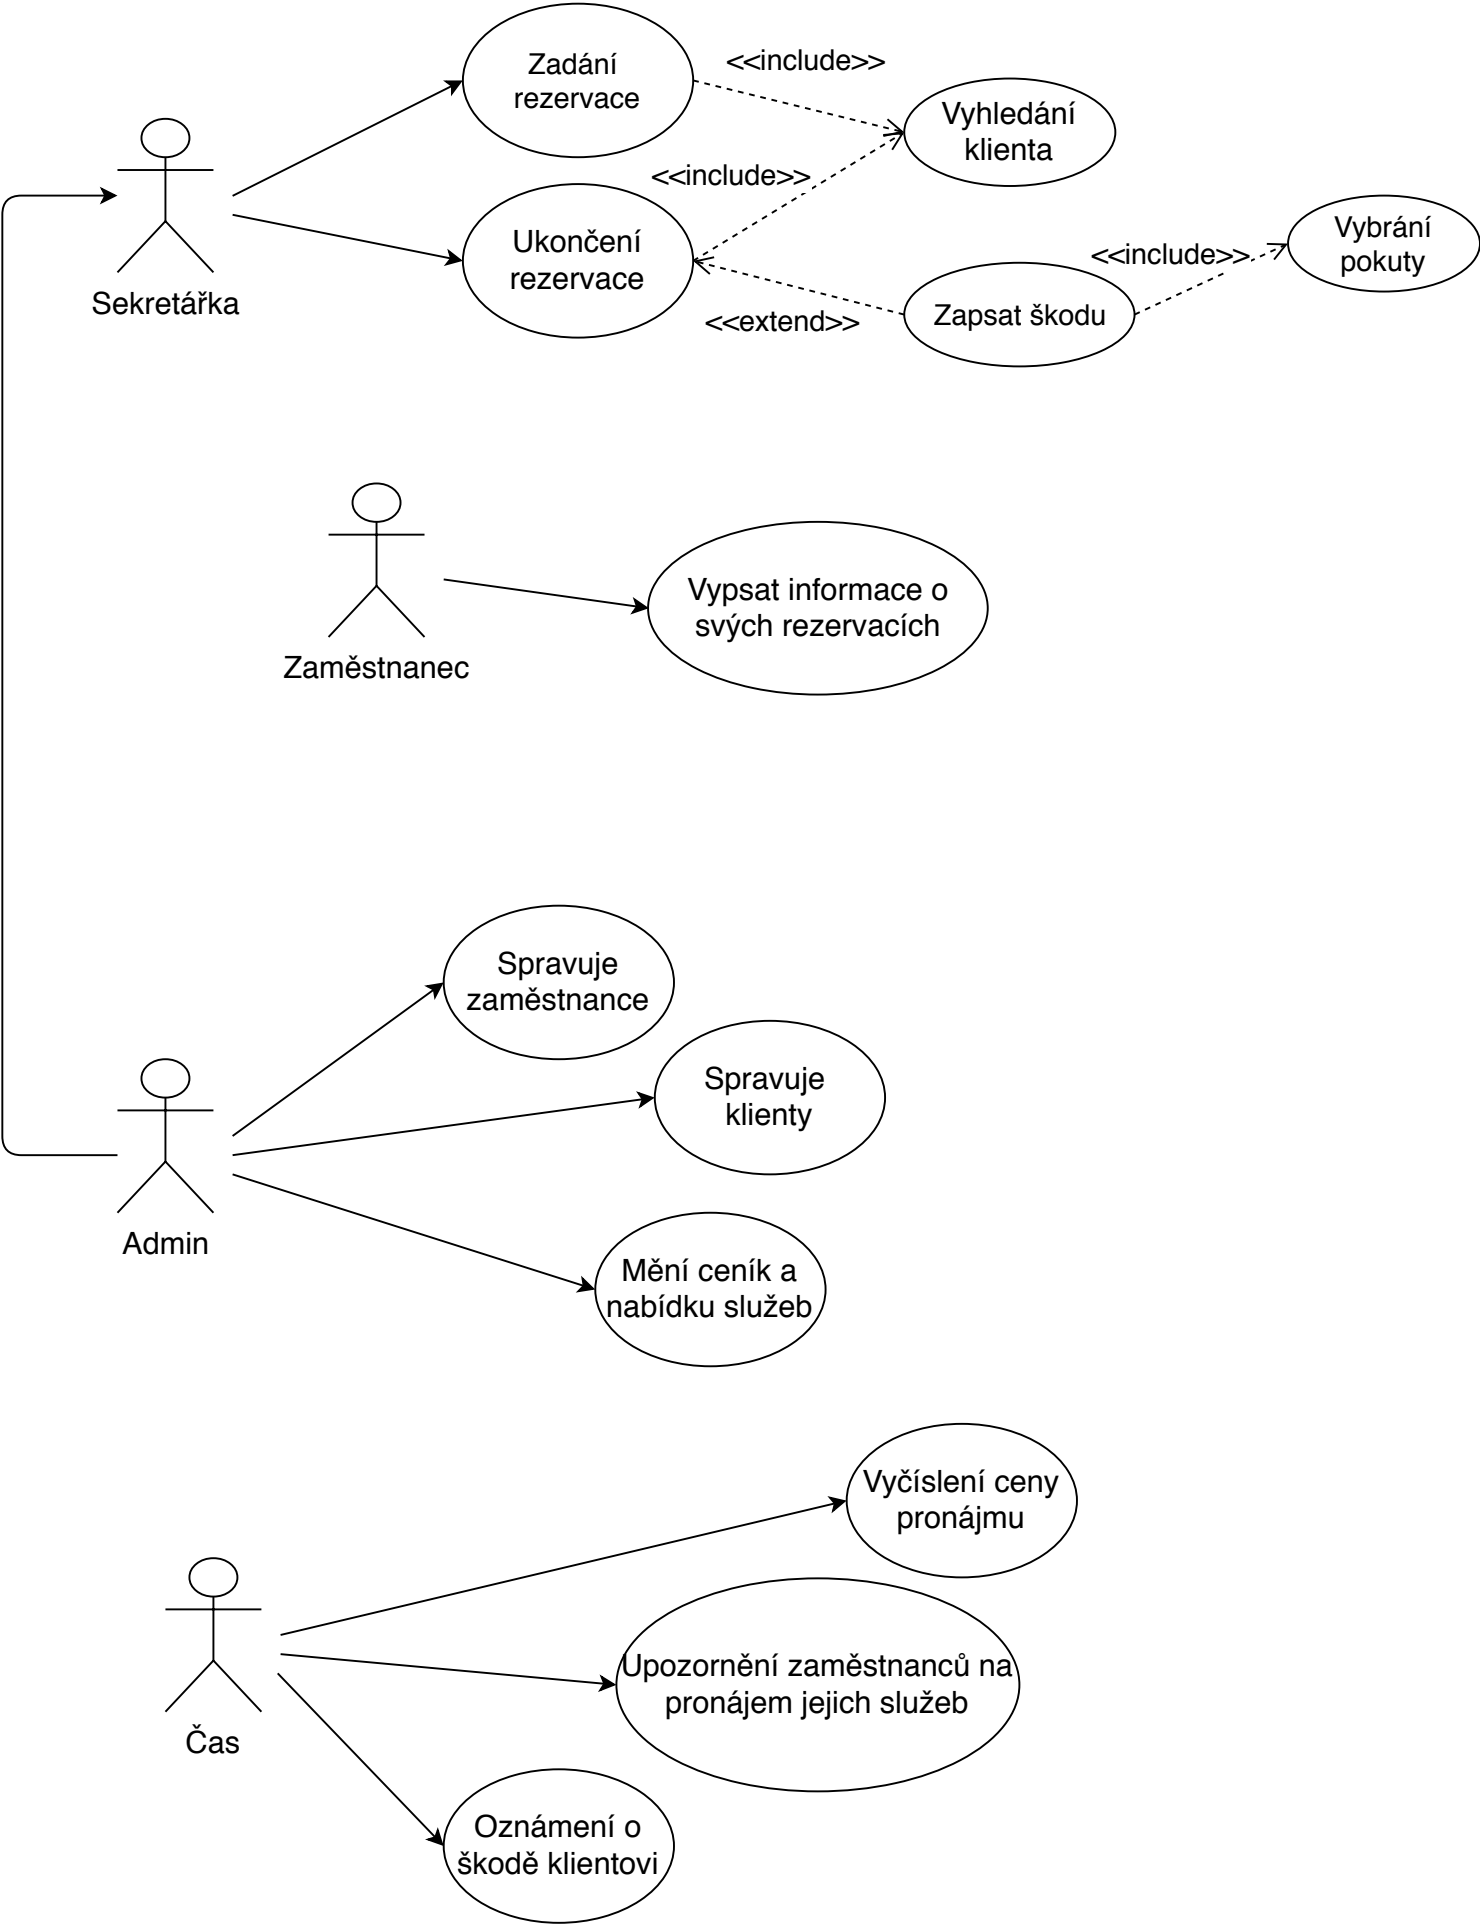 Zadání
rezervace
<<include>>
Vyhledání
klienta
<<include>>
Ukončení
rezervace
Sekretářka
<<extend>>
Zapsat škodu
<<include>>
Vybrání
pokuty
Zaměstnanec
Vypsat informace o
svých rezervacích
Spravuje
zaměstnance
Spravuje
klienty
Admin
Mění ceník a
nabídku služeb
Vyčíslení ceny
pronájmu
Upozornění zaměstnanců na
pronájem jejich služeb
Čas
Oznámení o
škodě klientovi